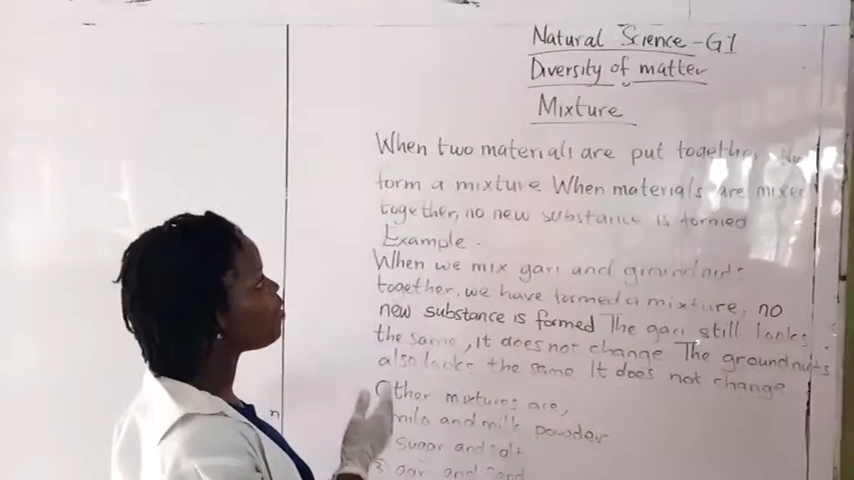 Natural Science - G1
Diversity of matter
Mixture
When two materials are put together
form a mixture When materials are mixed
together, no new substance is formed
Example -
When we mix gari and groundnuts
together, we have formed a mixture, no
new substance is formed The gari still looks
the same, it does not change The groundnuts
also looks the same It does not change
Other mixtures are,
milo and milk powder
Sugar and salt
gari and sand